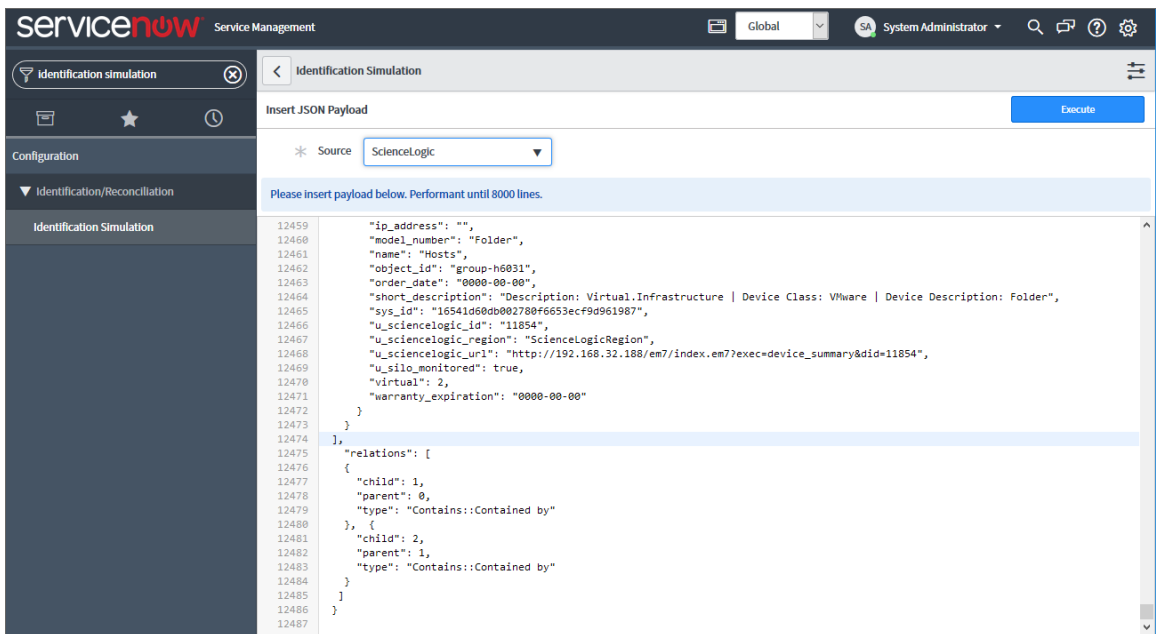 servicenow Service Management
Global
SA System Administrator
identification simulation
Identification Simulation
Insert JSON Payload
Execute
Configuration
Source ScienceLogic
Identification/Reconciliation
Please insert payload below. Performant until 8000 lines.
Identification Simulation
12459 "ip_address": "",
12460 "model_number": "Folder",
12461 "name": "Hosts",
12462 "object_id": "group-h6031",
12463 "order_date": "0000-00-00",
12464 "short_description": "Description: Virtual.Infrastructure | Device Class: VMware | Device Description: Folder",
12465 "sys_id": "16541d60db002780f6653ecf9d961987",
12466 "u_sciencelogic_id": "11854",
12467 "u_sciencelogic_region": "ScienceLogicRegion",
12468 "u_sciencelogic_url": "http://192.168.32.188/em7/index.em7?exec=device_summary&did=11854",
12469 "u_silo_monitored": true,
12470 "virtual": 2,
12471 "warranty_expiration": "0000-00-00"
12472 }
12473 }
12474 ],
12475 "relations": [
12476 {
12477 "child": 1,
12478 "parent": 0,
12479 "type": "Contains::Contained by"
12480 }, {
12481 "child": 2,
12482 "parent": 1,
12483 "type": "Contains::Contained by"
12484 }
12485 ]
12486 }
12487